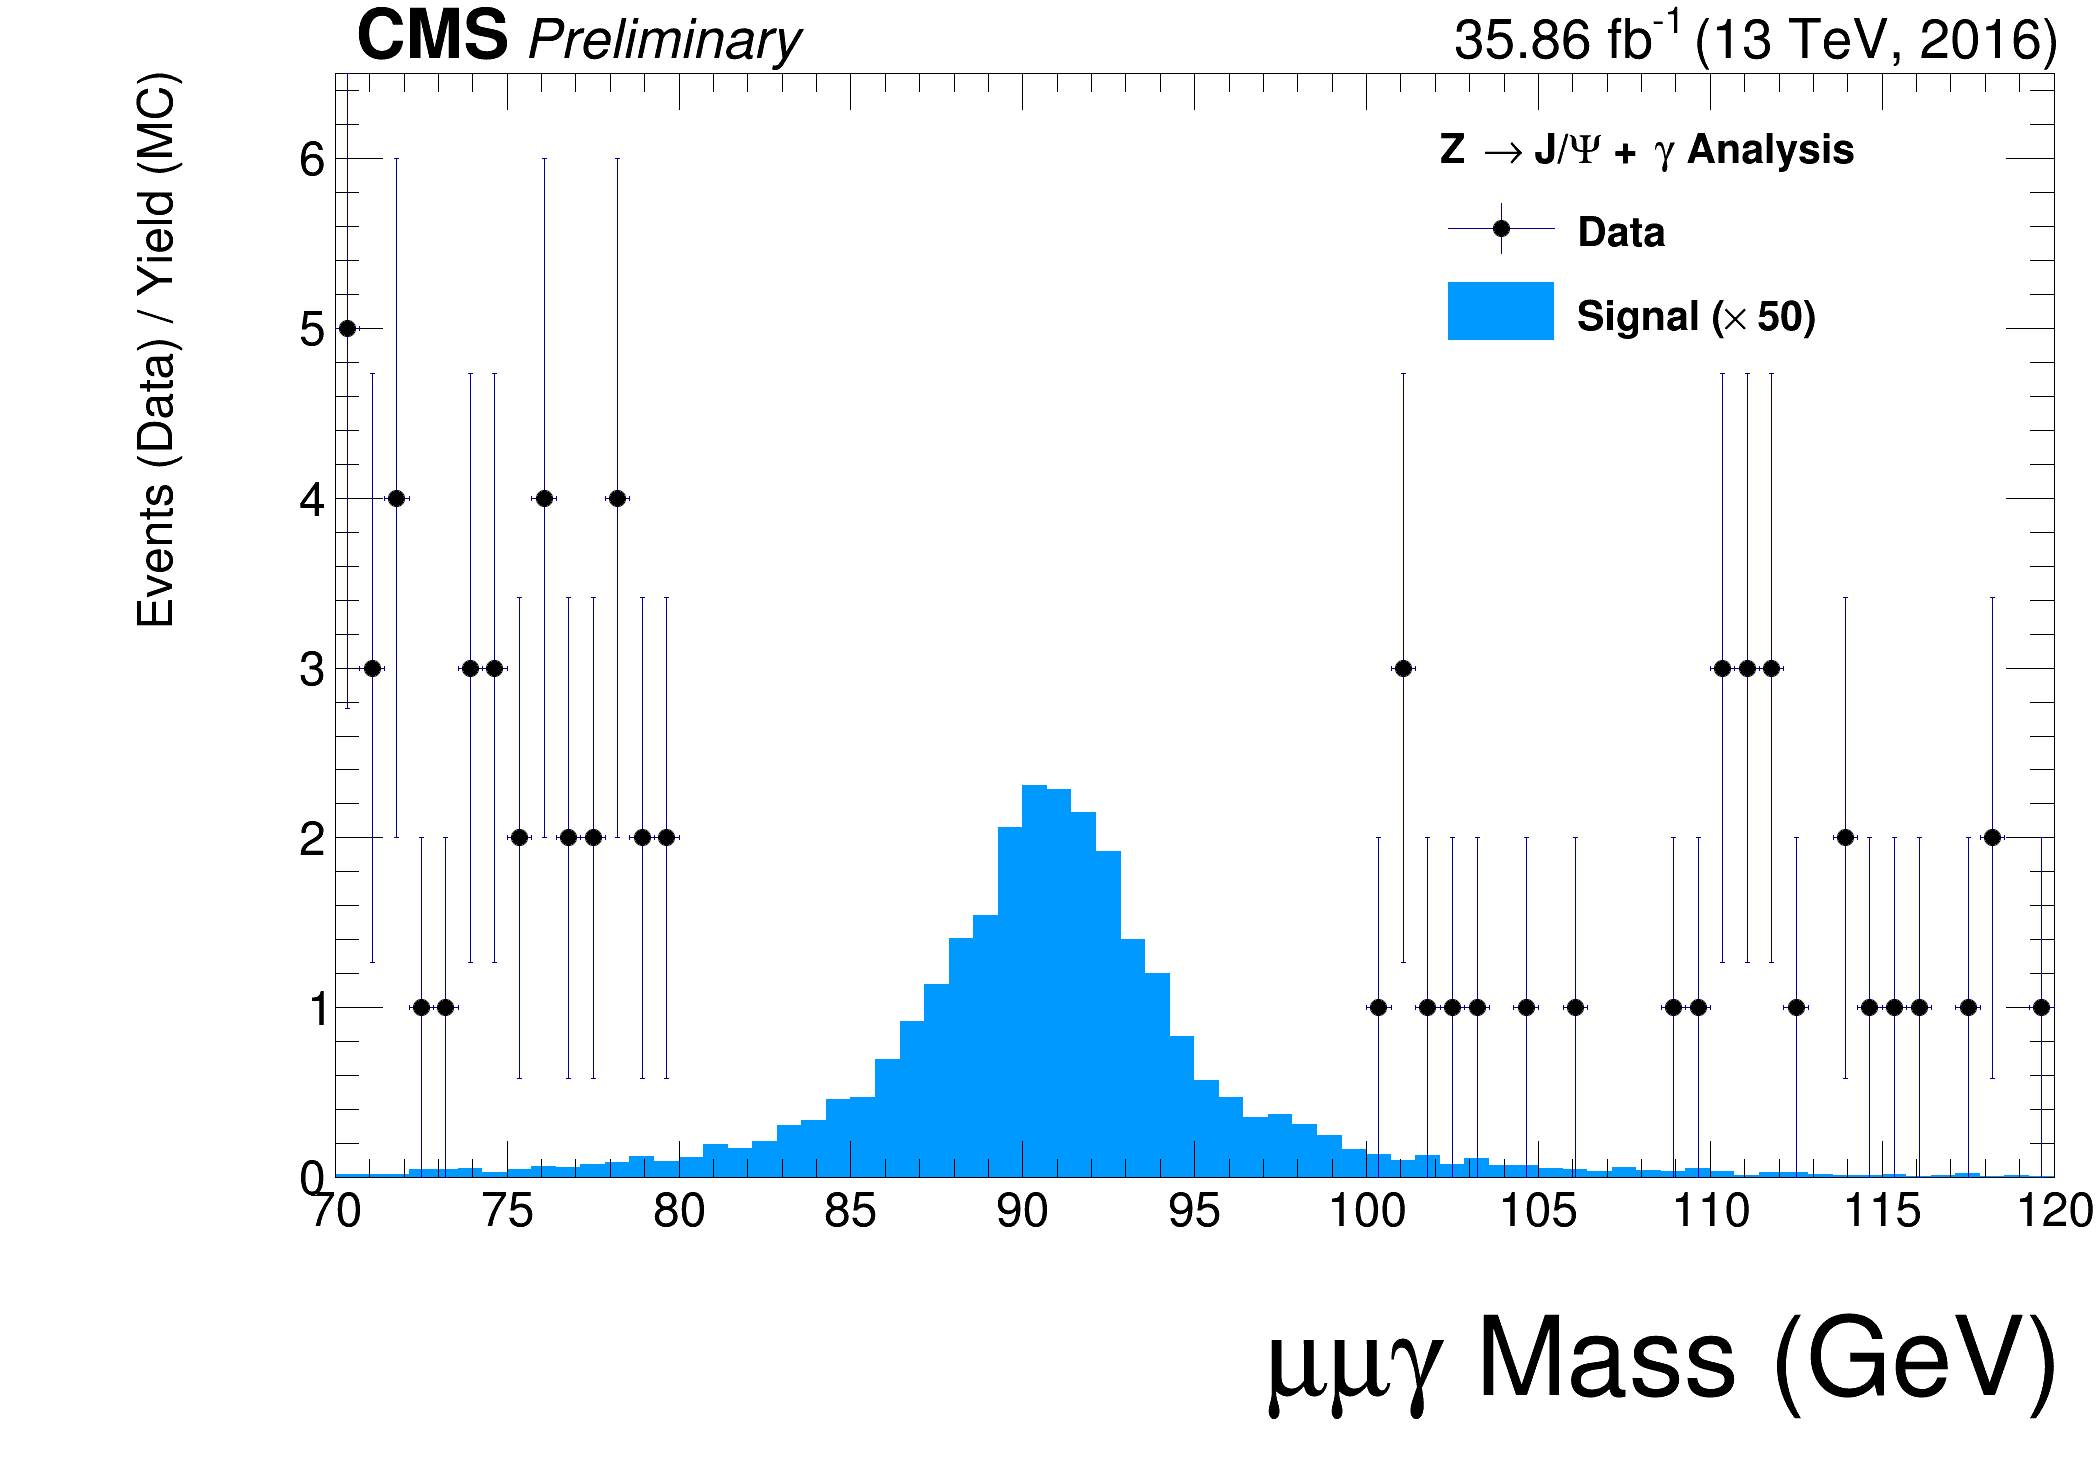 CMS Preliminary 35.86 fb⁻¹ (13 TeV, 2016)
Events (Data) / Yield (MC)
Z → J/Ψ + γ Analysis
Data
Signal (× 50)
6
5
4
3
2
1
0
70 75 80 85 90 95 100 105 110 115 120
μμγ Mass (GeV)